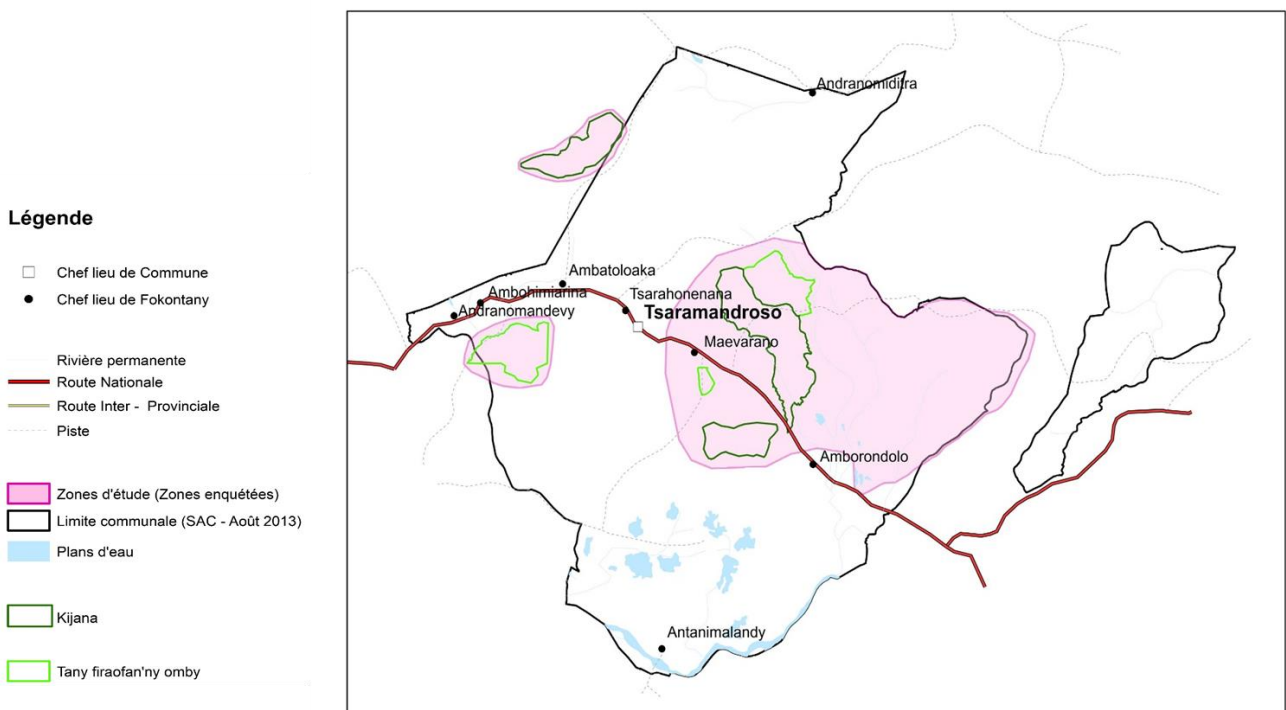 Légende
Chef lieu de Commune
Chef lieu de Fokontany
Rivière permanente
Route Nationale
Route Inter - Provinciale
Piste
Zones d'étude (Zones enquétées)
Limite communale (SAC - Août 2013)
Plans d'eau
Kijana
Tany firaofan'ny omby
Andranomiditra
Ambatoloaka
Ambohimiarina
Tsarahonenana
Andranomandevy
Tsaramandroso
Maevarano
Amborondolo
Antanimalandy